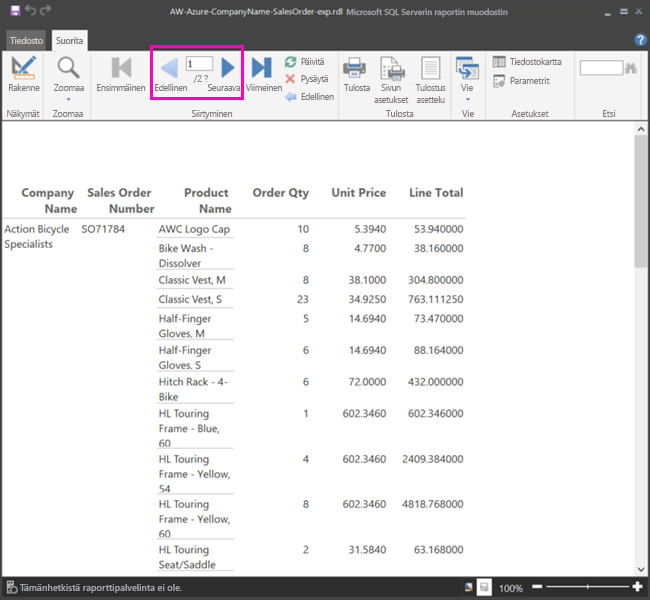 AW-Azure-CompanyName-SalesOrder-exp.rdl Microsoft SQL Serverin raportin muodostin
Tiedosto Suorita
Rakenne
Näkymät
Zoomaa
Zoomaa
Ensimmäinen
Edellinen
1
/2 ?
Seuraava
Viimeinen
Päivitä
Pysäytä
Edellinen
Siirtyminen
Tulosta
Sivun asetukset
Tulostus asettelu
Tulosta
Vie
Vie
Tiedostokartta
Parametrit
Asetukset
Etsi
Company Name Sales Order Number Product Name Order Qty Unit Price Line Total
Action Bicycle Specialists SO71784 AWC Logo Cap 10 5.3940 53.940000
Bike Wash - Dissolver 8 4.7700 38.160000
Classic Vest, M 8 38.1000 304.800000
Classic Vest, S 23 34.9250 763.111250
Half-Finger Gloves, M 5 14.6940 73.470000
Half-Finger Gloves, S 6 14.6940 88.164000
Hitch Rack - 4-Bike 6 72.0000 432.000000
HL Touring Frame - Blue, 60 1 602.3460 602.346000
HL Touring Frame - Yellow, 54 4 602.3460 2409.384000
HL Touring Frame - Yellow, 60 8 602.3460 4818.768000
HL Touring Seat/Saddle 2 31.5840 63.168000
Tämänhetkistä raporttipalvelinta ei ole.
100%